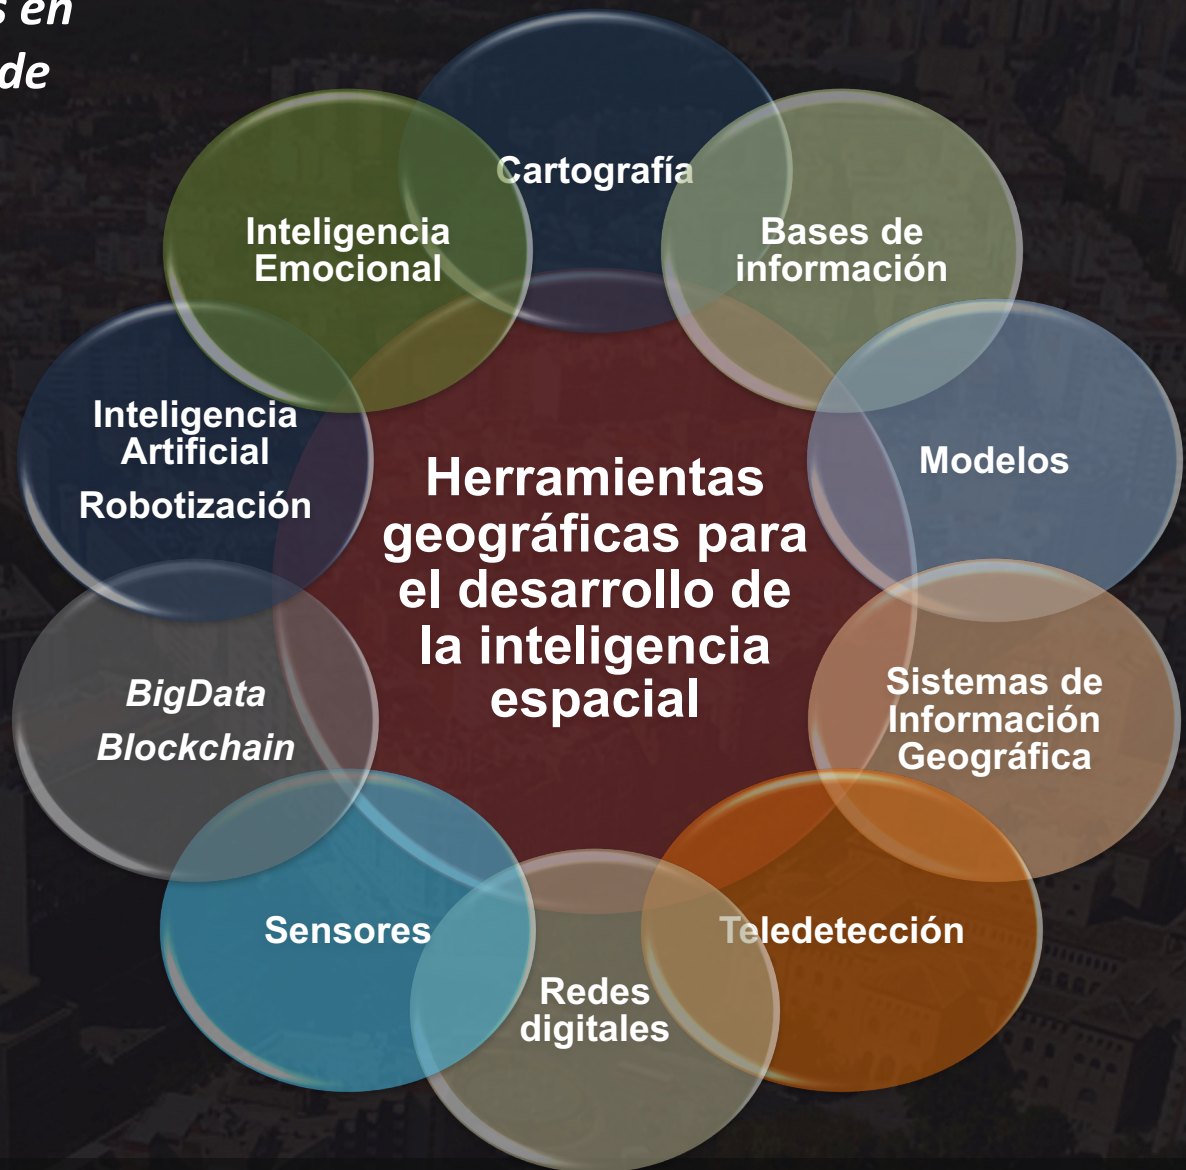 s en
de
Cartografía
Bases de
información
Modelos
Sistemas de
Información
Geográfica
Teledetección
Redes
digitales
Sensores
BigData
Blockchain
Inteligencia
Artificial
Robotización
Inteligencia
Emocional
Herramientas
geográficas para
el desarrollo de
la inteligencia
espacial